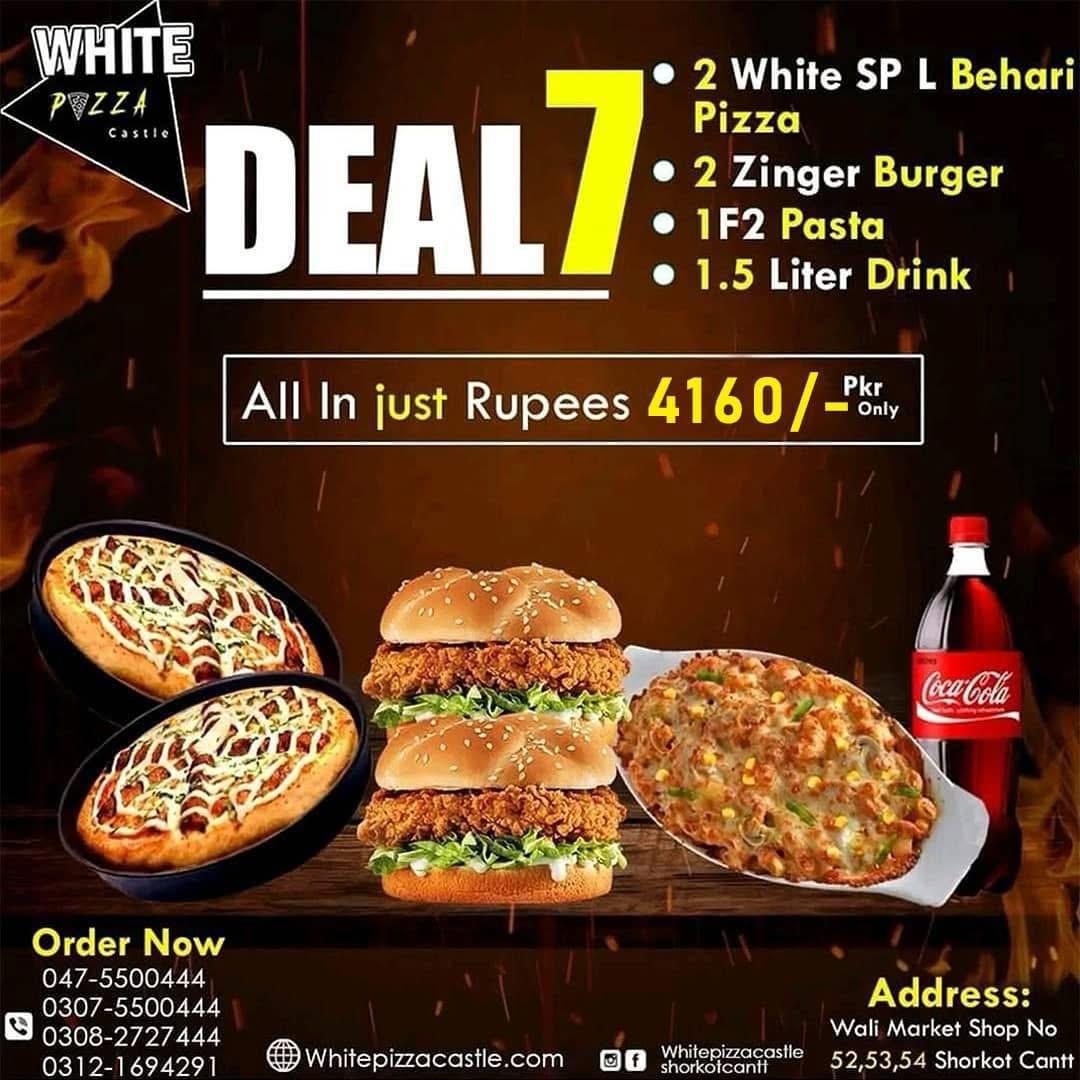 WHITE
PIZZA
Castle
DEAL 7
• 2 White SP L Behari
Pizza
• 2 Zinger Burger
• 1F2 Pasta
• 1.5 Liter Drink
All In just Rupees 4160/- Pkr
Only
Coca-Cola
Order Now
047-5500444
0307-5500444
0308-2727444
0312-1694291
Whitepizzacastle.com
Whitepizzacastle
shorkotcantt
Address:
Wali Market Shop No
52,53,54 Shorkot Cantt